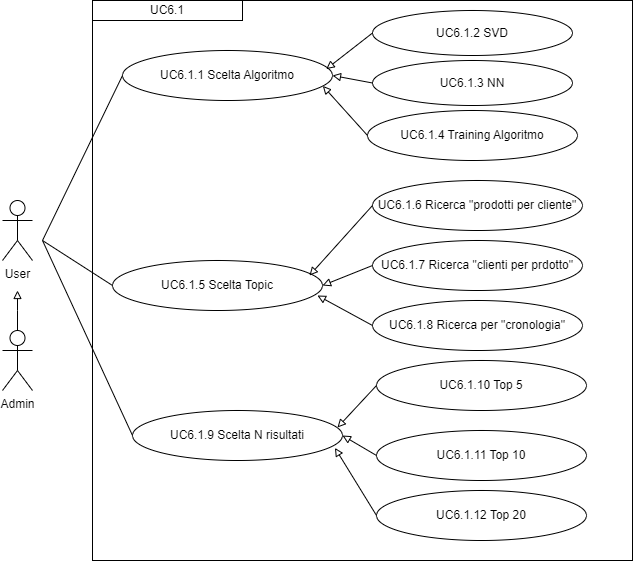 UC6.1
UC6.1.2 SVD
UC6.1.1 Scelta Algoritmo
UC6.1.3 NN
UC6.1.4 Training Algoritmo
UC6.1.6 Ricerca "prodotti per cliente"
User
UC6.1.7 Ricerca "clienti per prdotto"
UC6.1.5 Scelta Topic
UC6.1.8 Ricerca per "cronologia"
Admin
UC6.1.10 Top 5
UC6.1.9 Scelta N risultati
UC6.1.11 Top 10
UC6.1.12 Top 20